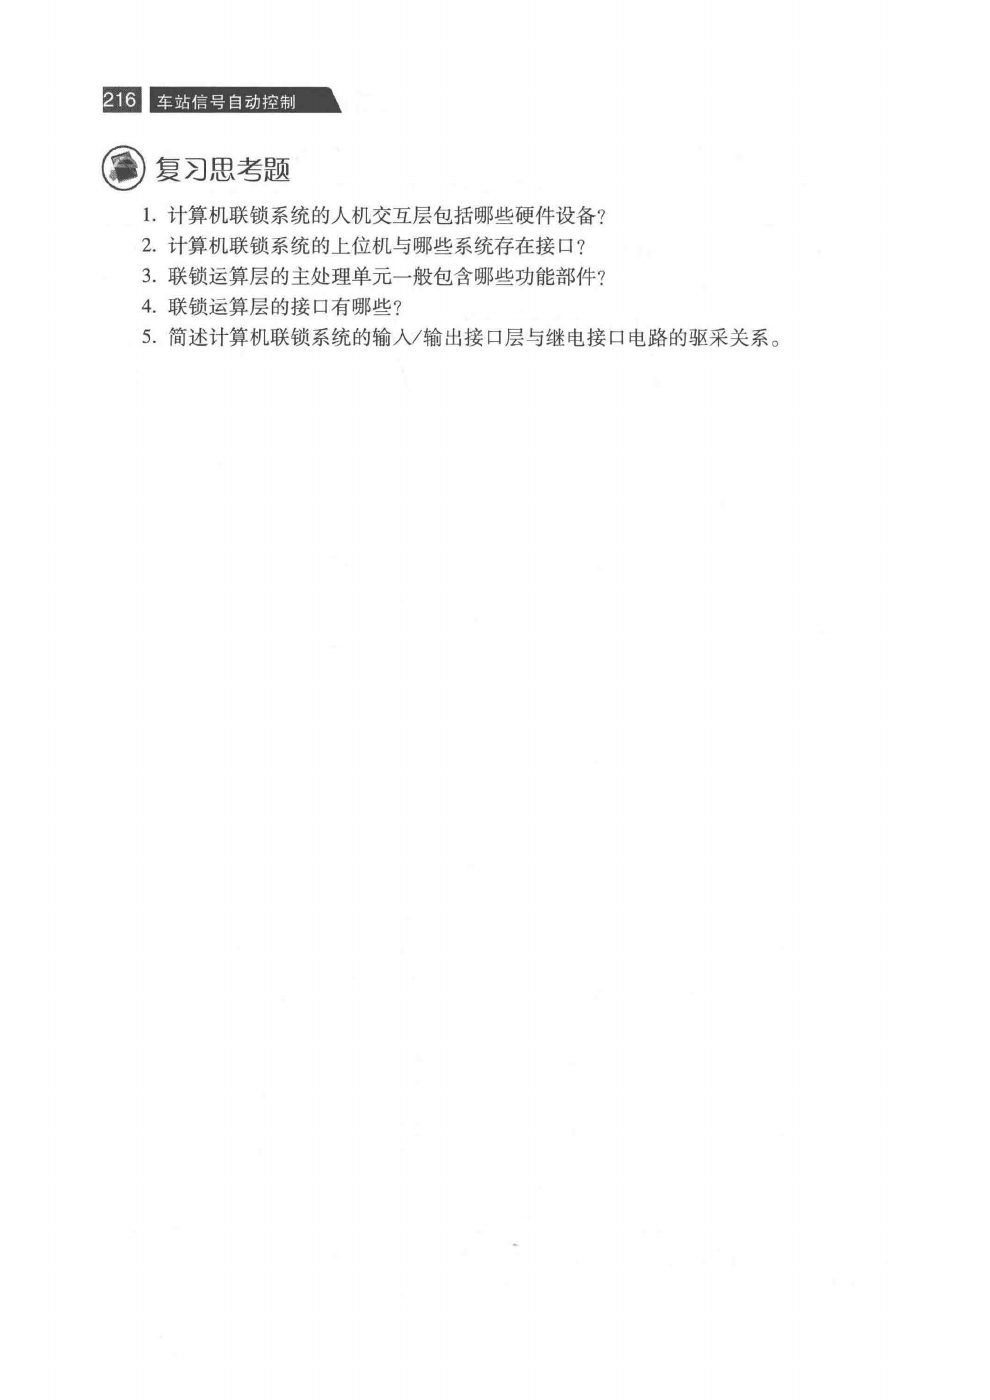 216 车站信号自动控制
复习思考题
1. 计算机联锁系统的人机交互层包括哪些硬件设备?
2. 计算机联锁系统的上位机与哪些系统存在接口?
3. 联锁运算层的主处理单元一般包含哪些功能部件?
4. 联锁运算层的接口有哪些?
5. 简述计算机联锁系统的输入/输出接口层与继电接口电路的驱采关系。